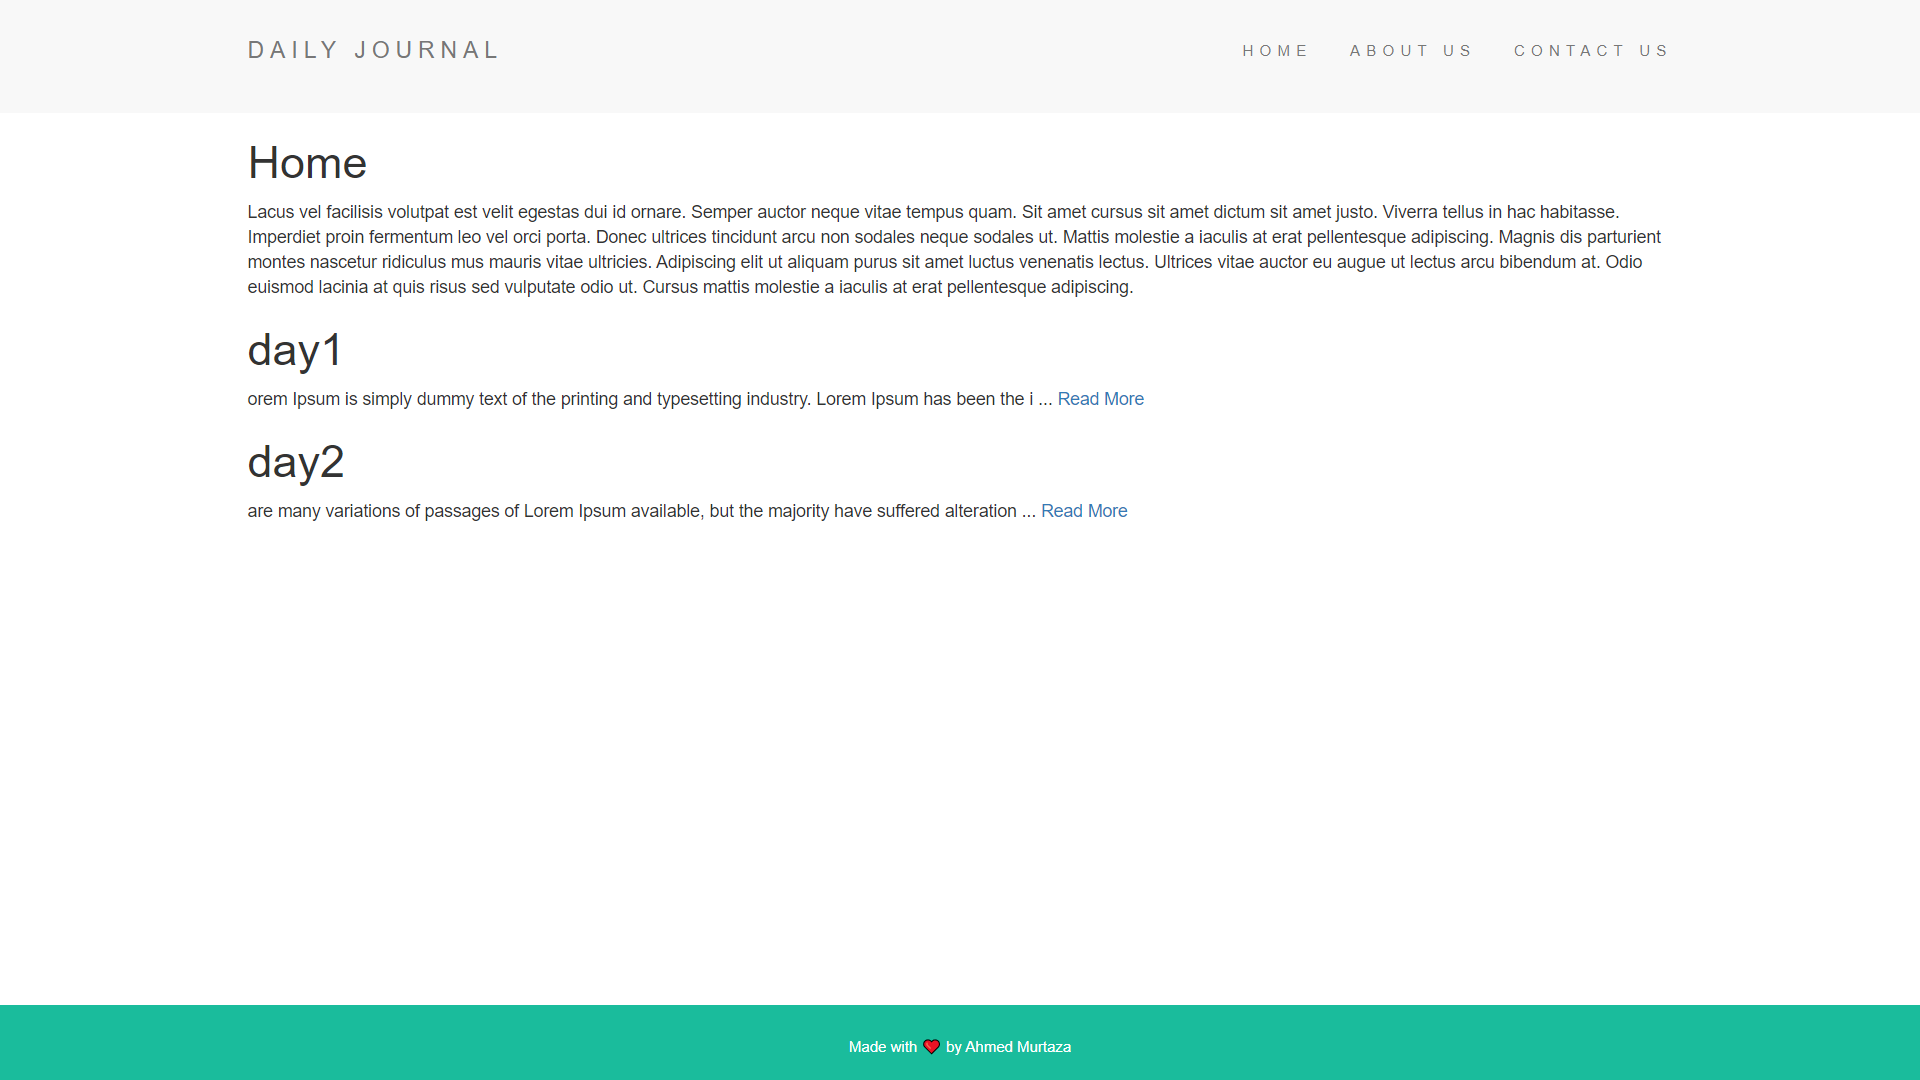 DAILY JOURNAL
HOME ABOUT US CONTACT US
Home
Lacus vel facilisis volutpat est velit egestas dui id ornare. Semper auctor neque vitae tempus quam. Sit amet cursus sit amet dictum sit amet justo. Viverra tellus in hac habitasse.
Imperdiet proin fermentum leo vel orci porta. Donec ultrices tincidunt arcu non sodales neque sodales ut. Mattis molestie a iaculis at erat pellentesque adipiscing. Magnis dis parturient
montes nascetur ridiculus mus mauris vitae ultricies. Adipiscing elit ut aliquam purus sit amet luctus venenatis lectus. Ultrices vitae auctor eu augue ut lectus arcu bibendum at. Odio
euismod lacinia at quis risus sed vulputate odio ut. Cursus mattis molestie a iaculis at erat pellentesque adipiscing.
day1
orem Ipsum is simply dummy text of the printing and typesetting industry. Lorem Ipsum has been the i ... Read More
day2
are many variations of passages of Lorem Ipsum available, but the majority have suffered alteration ... Read More
Made with ❤ by Ahmed Murtaza